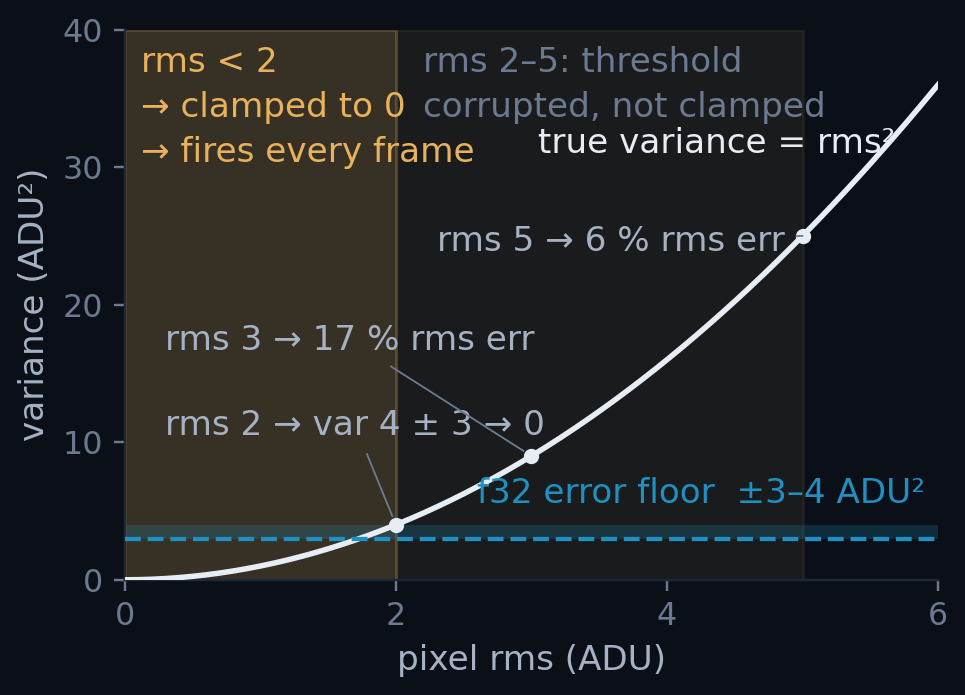 rms < 2
→ clamped to 0
→ fires every frame
rms 2–5: threshold
corrupted, not clamped
true variance = rms²
rms 5 → 6 % rms err
rms 3 → 17 % rms err
rms 2 → var 4 ± 3 → 0
f32 error floor ±3–4 ADU²
variance (ADU²)
40
30
20
10
0
0
2
4
6
pixel rms (ADU)